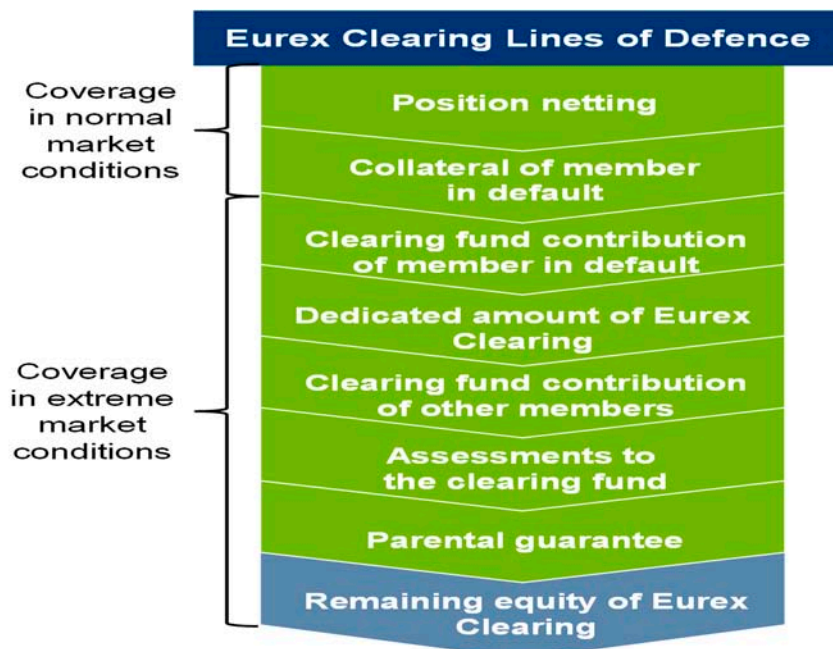 Eurex Clearing Lines of Defence
Coverage
in normal
market
conditions
Position netting
Collateral of member
in default
Coverage
in extreme
market
conditions
Clearing fund contribution
of member in default
Dedicated amount of Eurex
Clearing
Clearing fund contribution
of other members
Assessments to
the clearing fund
Parental guarantee
Remaining equity of Eurex
Clearing